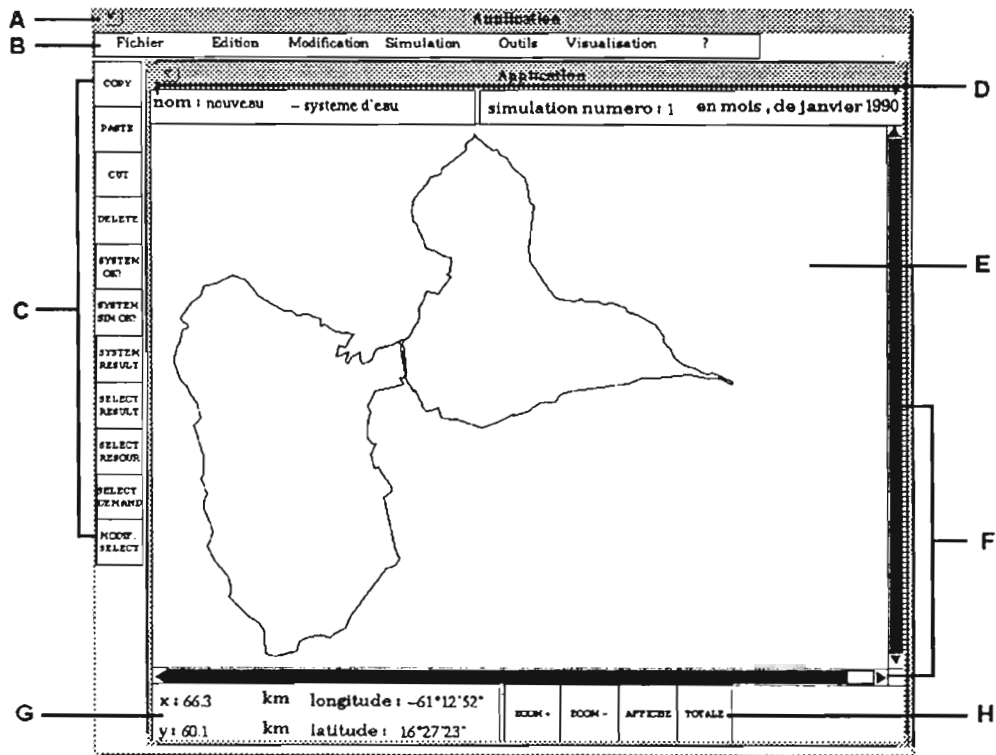 A
Application
B
Fichier Edition Modification Simulation Outils Visualisation ?
Application
D
nom : nouveau – systeme d'eau
simulation numero : 1 en mois , de janvier 1990
C
COPY
PASTE
CUT
DELETE
SYSTEM
OK?
SYSTEM
SIM OK?
SYSTEM
RESULT
SELECT
RESULT
SELECT
RESOUR
SELECT
DEMAND
MODIF.
SELECT
E
F
G
x : 66.3 km longitude : –61°12'52"
y : 60.1 km latitude : 16°27'23"
ZOOM + ZOOM – AFFICHE TOTALE
H